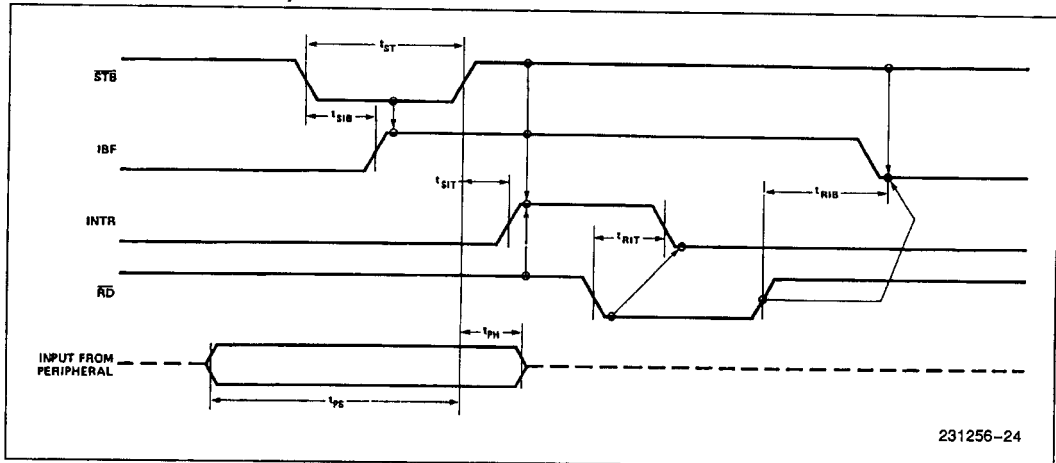 tST
STB
tSIB
IBF
tSIT
tRIB
INTR
tRIT
RD
tPH
INPUT FROM
PERIPHERAL
tPS
231256-24